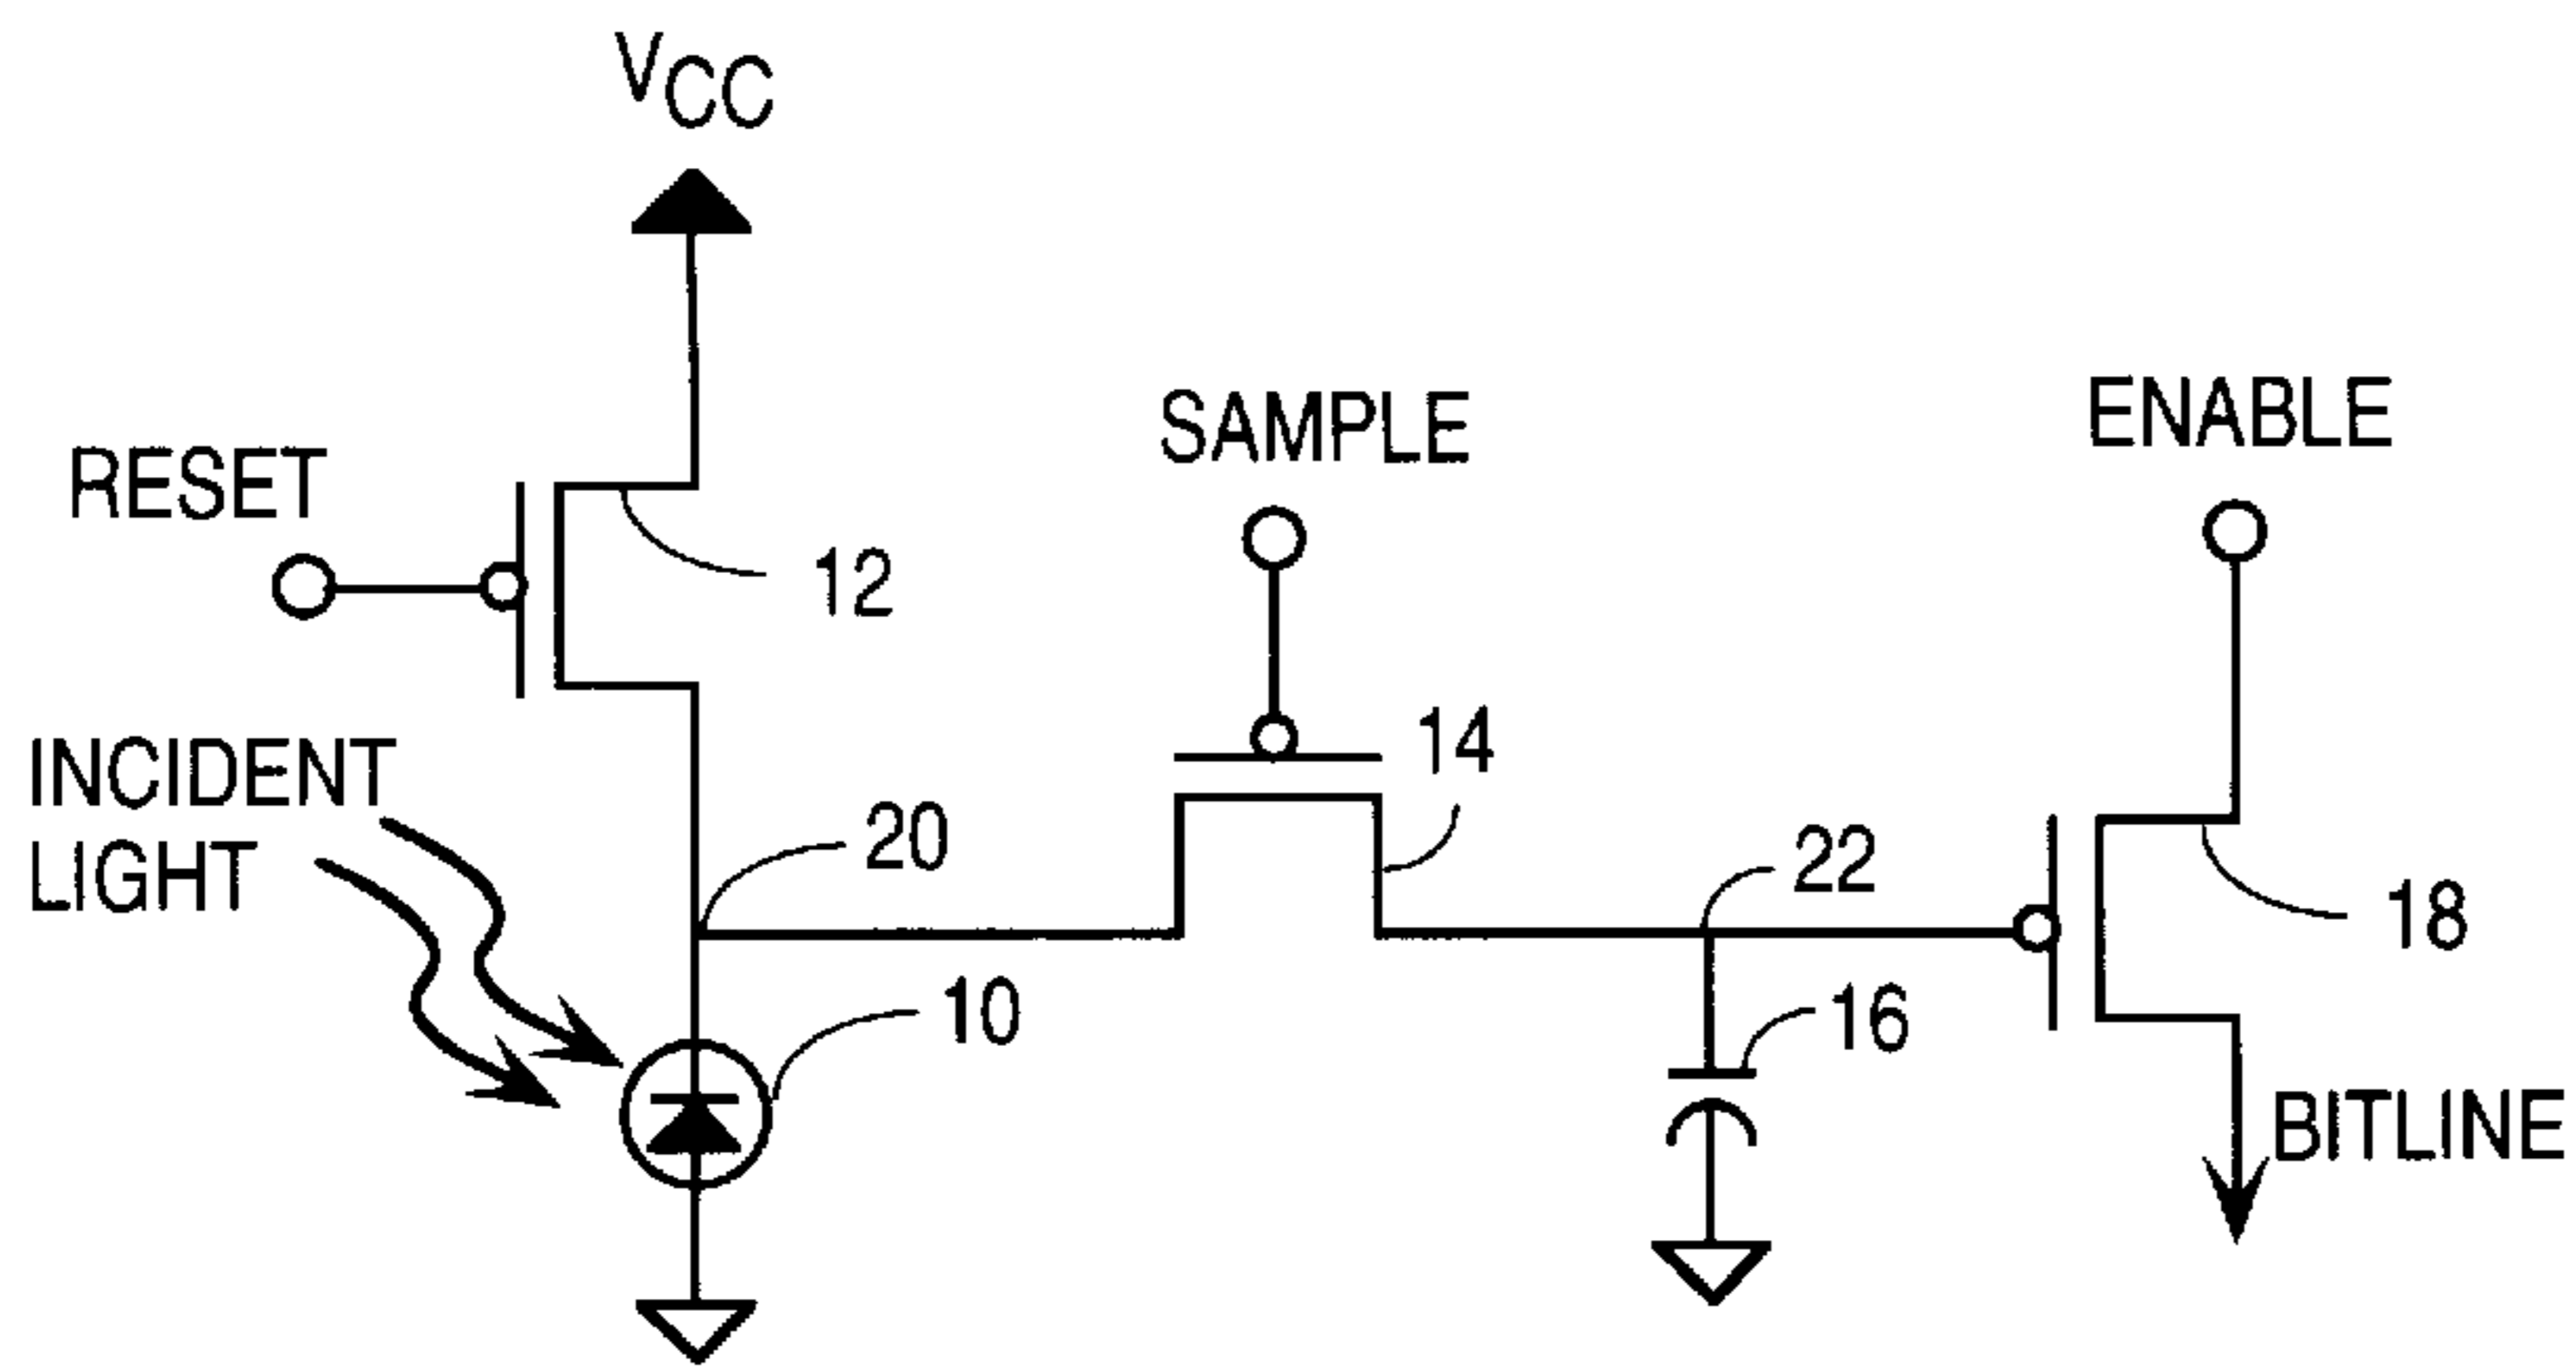 VCC
RESET
SAMPLE
ENABLE
12
INCIDENT
LIGHT
14
20
22
18
10
16
BITLINE